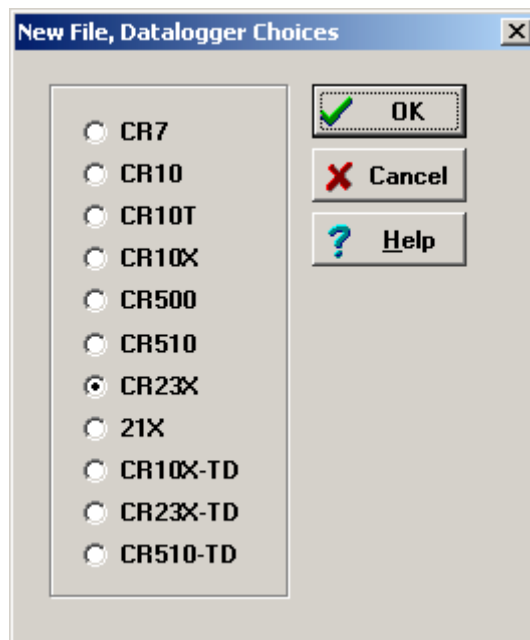 New File, Datalogger Choices
CR7
CR10
CR10T
CR10X
CR500
CR510
CR23X
21X
CR10X-TD
CR23X-TD
CR510-TD
OK
Cancel
Help